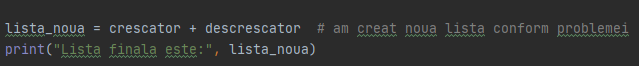 lista_noua = crescator + descrescator  # am creat noua lista conform problemei
print("Lista finala este:", lista_noua)